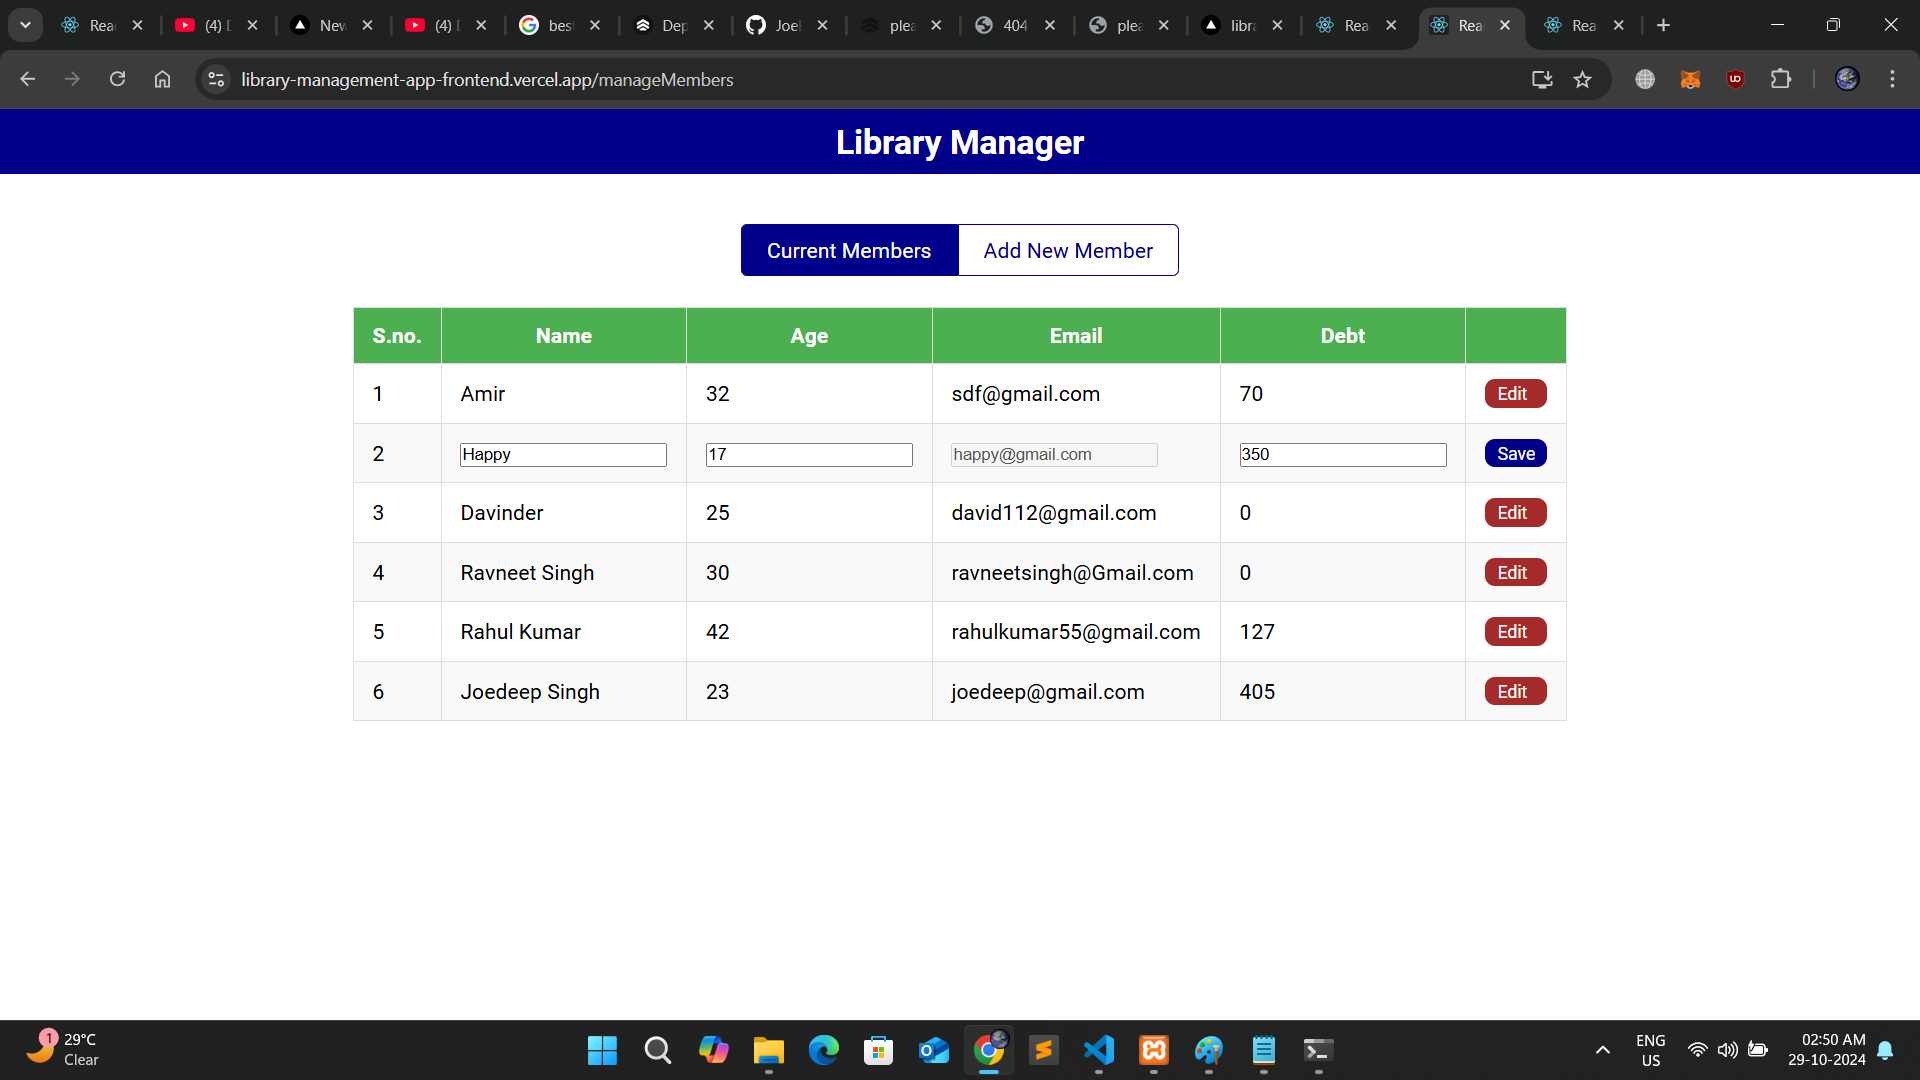 Rea
(4) D
New
(4) D
best
Dep
Joel
plea
404
plea
libra
Rea
Rea
Rea
library-management-app-frontend.vercel.app/manageMembers
Library Manager
Current Members Add New Member
S.no. Name Age Email Debt
1 Amir 32 sdf@gmail.com 70 Edit
2 Happy 17 happy@gmail.com 350 Save
3 Davinder 25 david112@gmail.com 0 Edit
4 Ravneet Singh 30 ravneetsingh@Gmail.com 0 Edit
5 Rahul Kumar 42 rahulkumar55@gmail.com 127 Edit
6 Joedeep Singh 23 joedeep@gmail.com 405 Edit
1 29°C
Clear
ENG
US
02:50 AM
29-10-2024